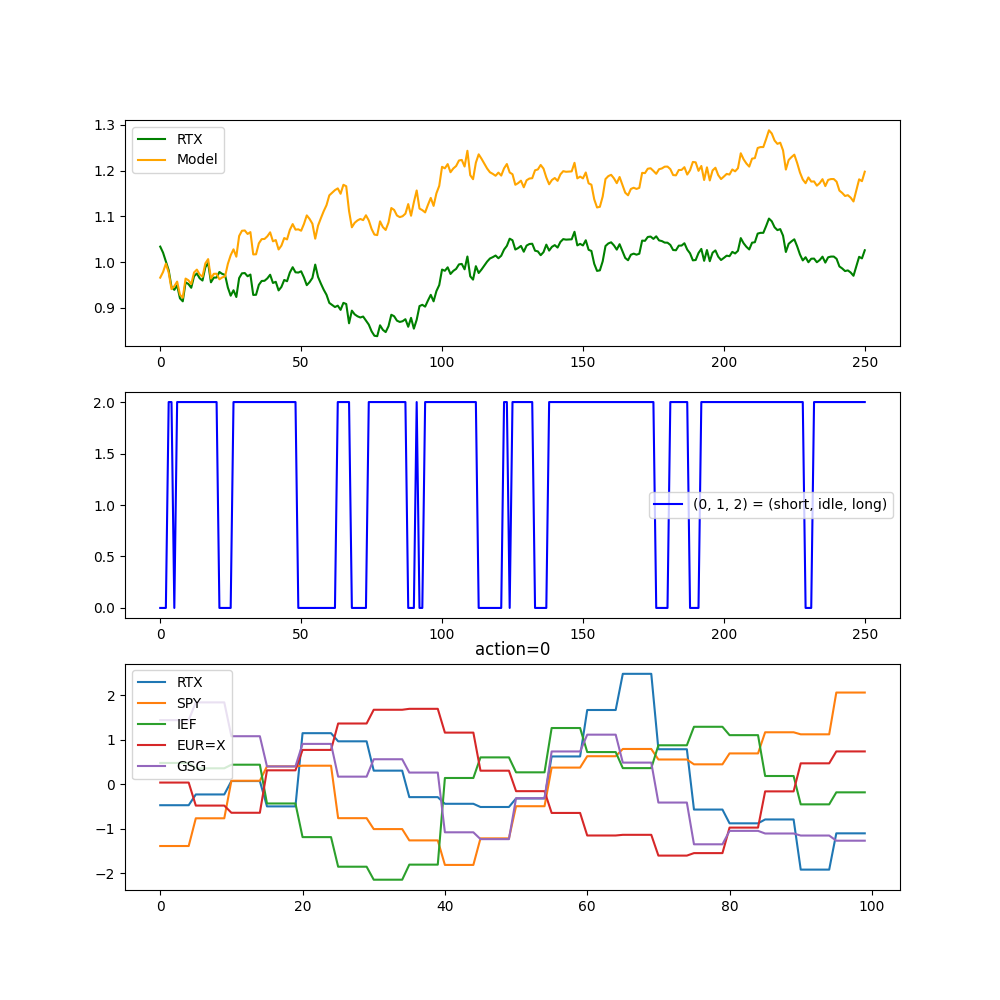 1.3
1.2
1.1
1.0
0.9
RTX
Model
0 50 100 150 200 250
2.0
1.5
1.0
0.5
0.0
(0, 1, 2) = (short, idle, long)
0 50 100 150 200 250
action=0
2
1
0
−1
−2
RTX
SPY
IEF
EUR=X
GSG
0 20 40 60 80 100